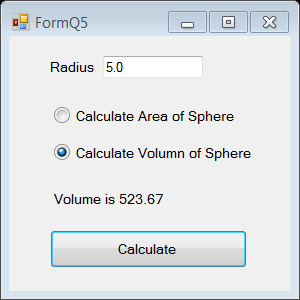 FormQ5
Radius 5.0
Calculate Area of Sphere
Calculate Volumn of Sphere
Volume is 523.67
Calculate